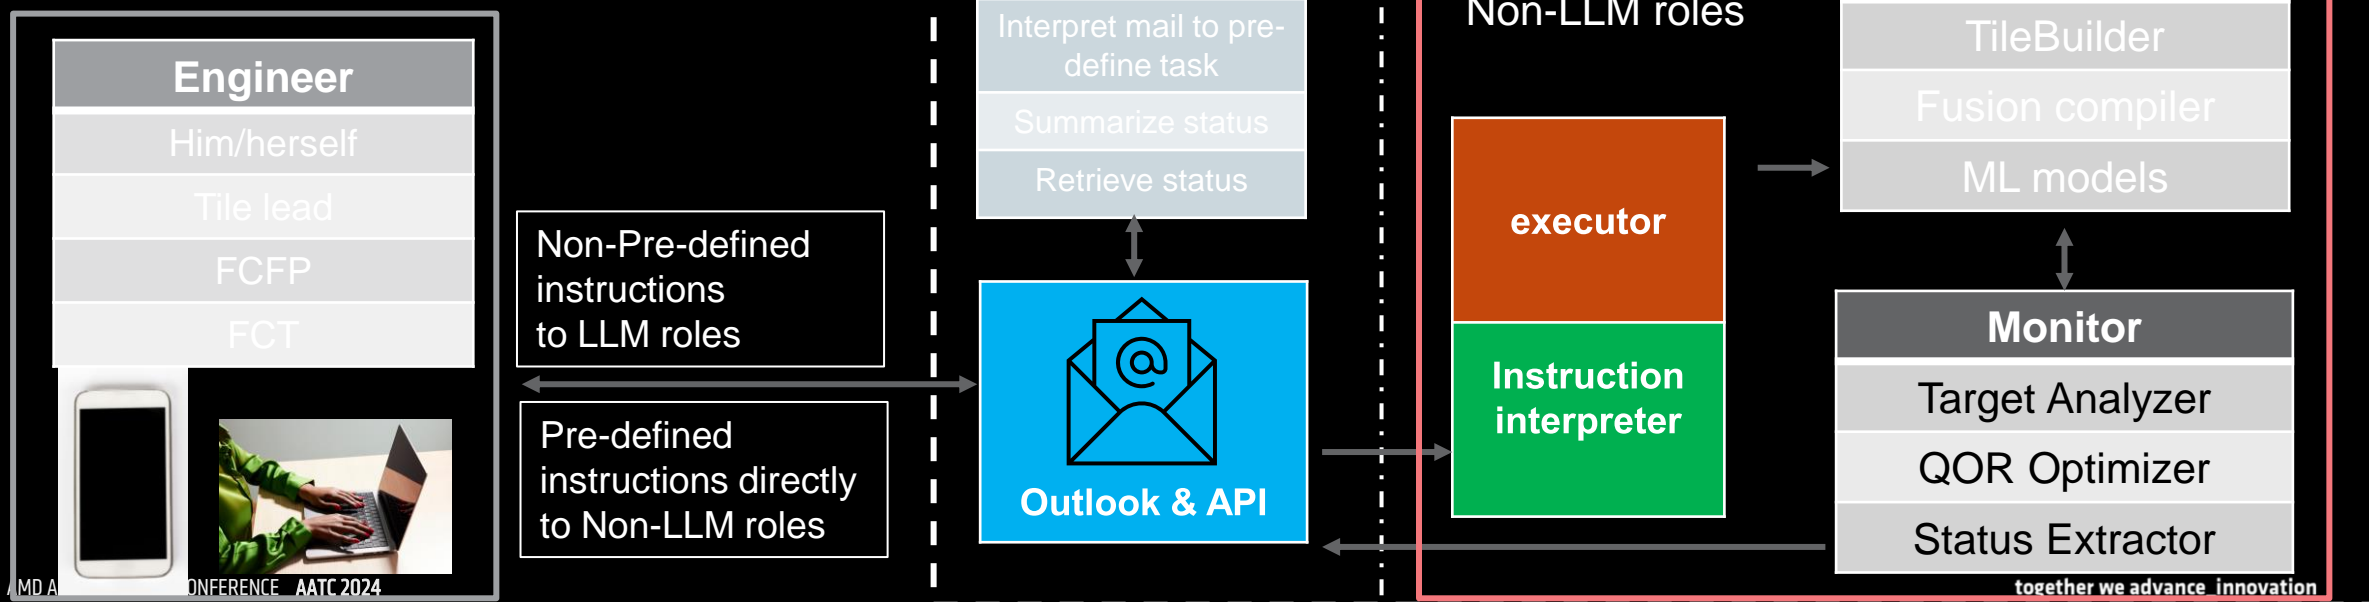 Engineer
Him/herself
Tile lead
FCFP
FCT
Non-Pre-defined
instructions
to LLM roles
Pre-defined
instructions directly
to Non-LLM roles
Interpret mail to pre-
define task
Summarize status
Retrieve status
@
Outlook & API
Non-LLM roles
executor
Instruction
interpreter
TileBuilder
Fusion compiler
ML models
Monitor
Target Analyzer
QOR Optimizer
Status Extractor
AMD A
ONFERENCE AATC 2024
together we advance_innovation